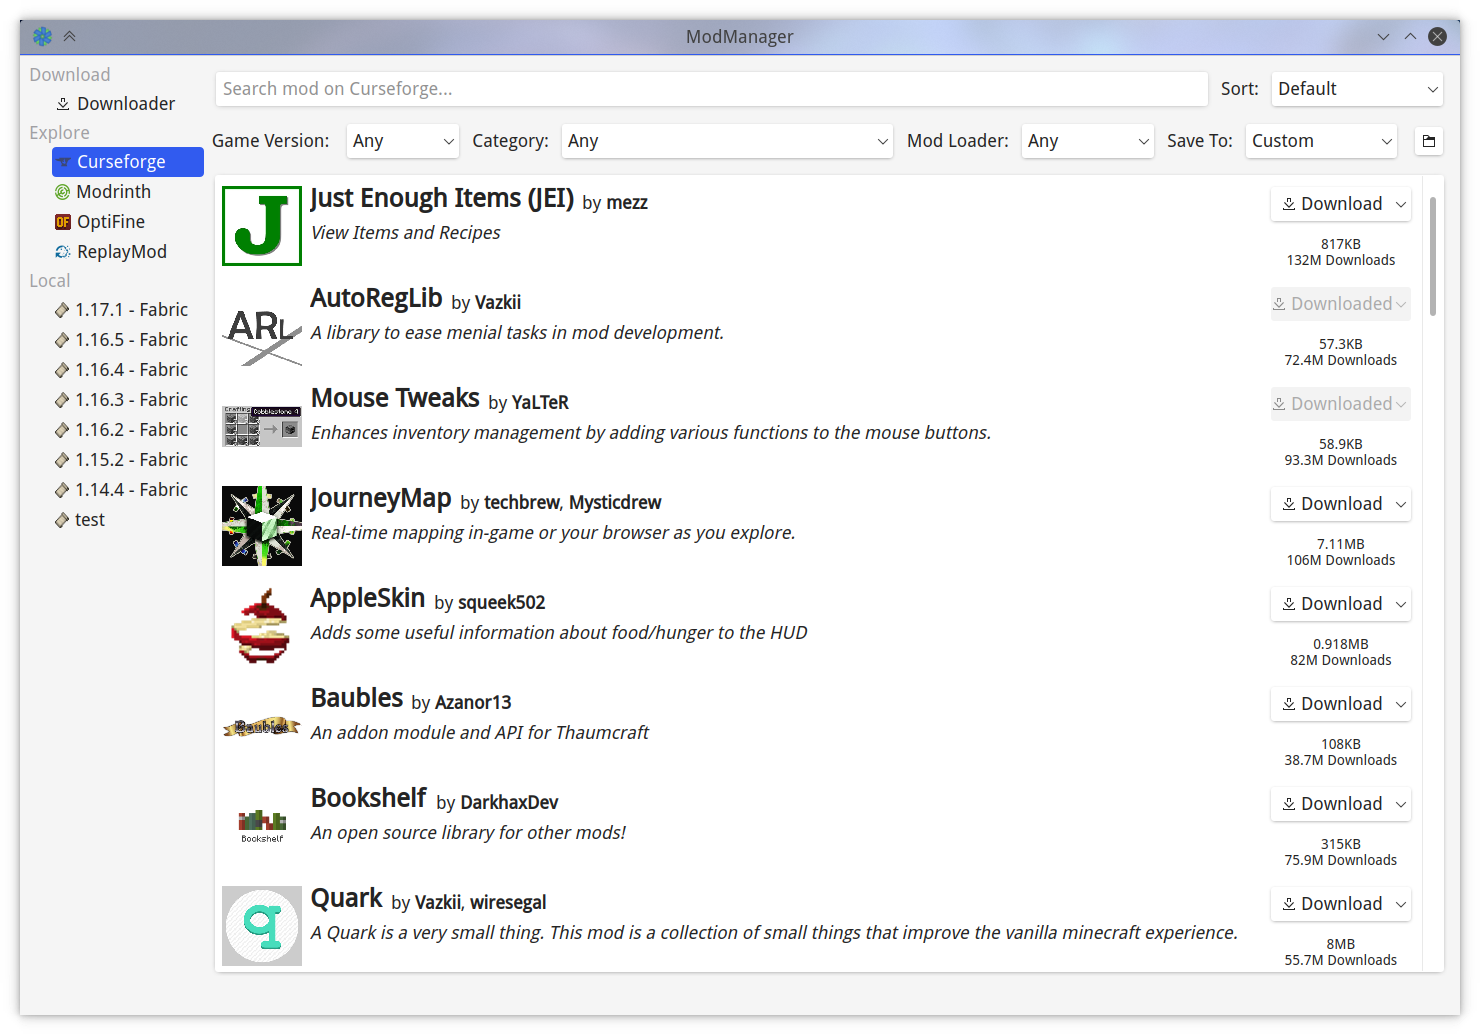 ModManager
Download
Downloader
Explore
Curseforge
Modrinth
OF OptiFine
ReplayMod
Local
1.17.1 - Fabric
1.16.5 - Fabric
1.16.4 - Fabric
1.16.3 - Fabric
1.16.2 - Fabric
1.15.2 - Fabric
1.14.4 - Fabric
test
Search mod on Curseforge...
Sort: Default
Game Version: Any Category: Any Mod Loader: Any Save To: Custom
J
Just Enough Items (JEI) by mezz
View Items and Recipes
Download
817KB
132M Downloads
ARL
AutoRegLib by Vazkii
A library to ease menial tasks in mod development.
Downloaded
57.3KB
72.4M Downloads
Crafting Cobblestone 4
Mouse Tweaks by YaLTeR
Enhances inventory management by adding various functions to the mouse buttons.
Downloaded
58.9KB
93.3M Downloads
JourneyMap by techbrew, Mysticdrew
Real-time mapping in-game or your browser as you explore.
Download
7.11MB
106M Downloads
AppleSkin by squeek502
Adds some useful information about food/hunger to the HUD
Download
0.918MB
82M Downloads
Baubles
Baubles by Azanor13
An addon module and API for Thaumcraft
Download
108KB
38.7M Downloads
Bookshelf
Bookshelf by DarkhaxDev
An open source library for other mods!
Download
315KB
75.9M Downloads
q
Quark by Vazkii, wiresegal
A Quark is a very small thing. This mod is a collection of small things that improve the vanilla minecraft experience.
Download
8MB
55.7M Downloads